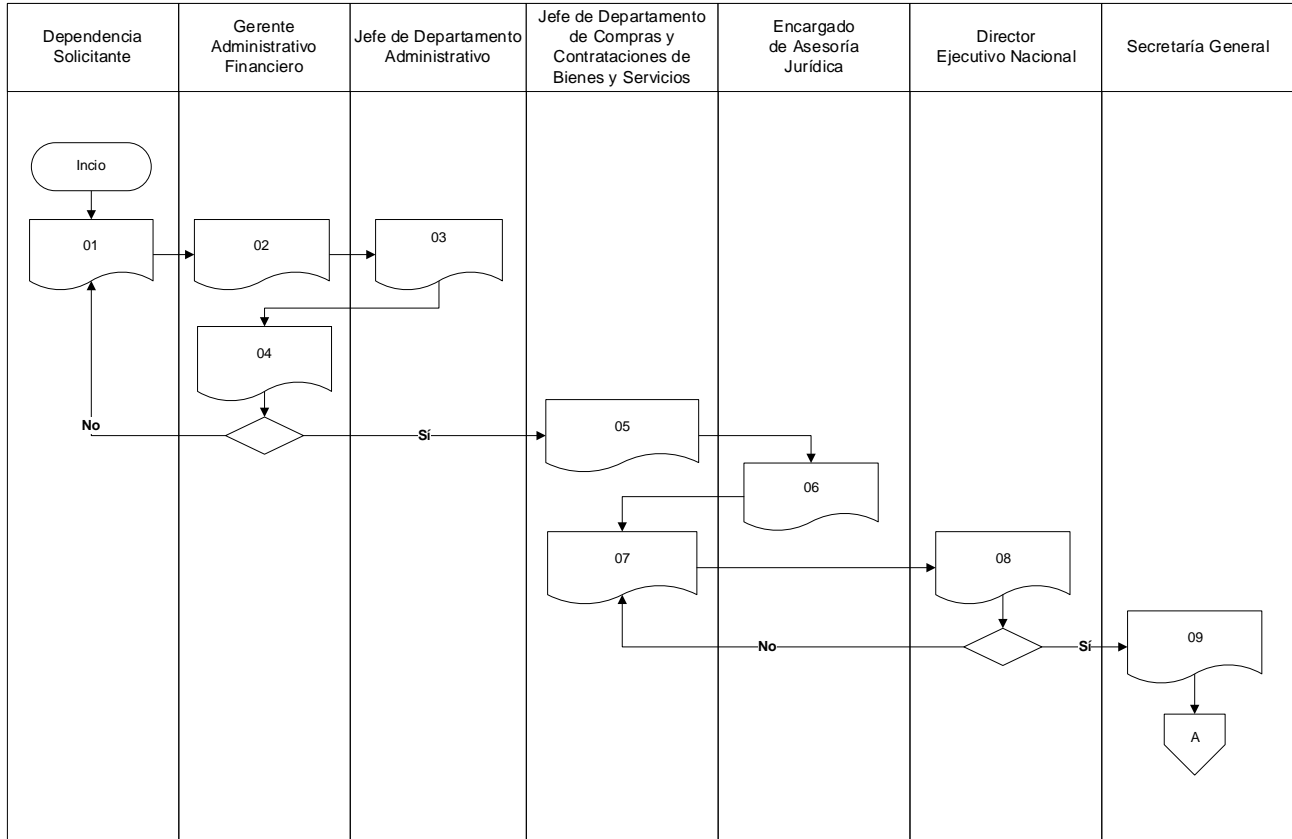 Dependencia
Solicitante
Gerente
Administrativo
Financiero
Jefe de Departamento
Administrativo
Jefe de Departamento
de Compras y
Contrataciones de
Bienes y Servicios
Encargado
de Asesoría
Jurídica
Director
Ejecutivo Nacional
Secretaría General
Incio
01
02
03
04
No
Sí
05
06
07
08
No
Sí
09
A